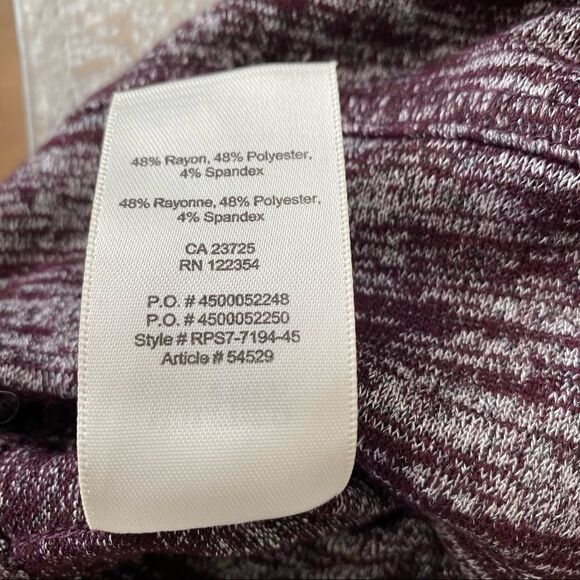 48% Rayon, 48% Polyester,
4% Spandex
48% Rayonne, 48% Polyester,
4% Spandex
CA 23725
RN 122354
P.O. # 4500052248
P.O. # 4500052250
Style # RPS7-7194-45
Article # 54529